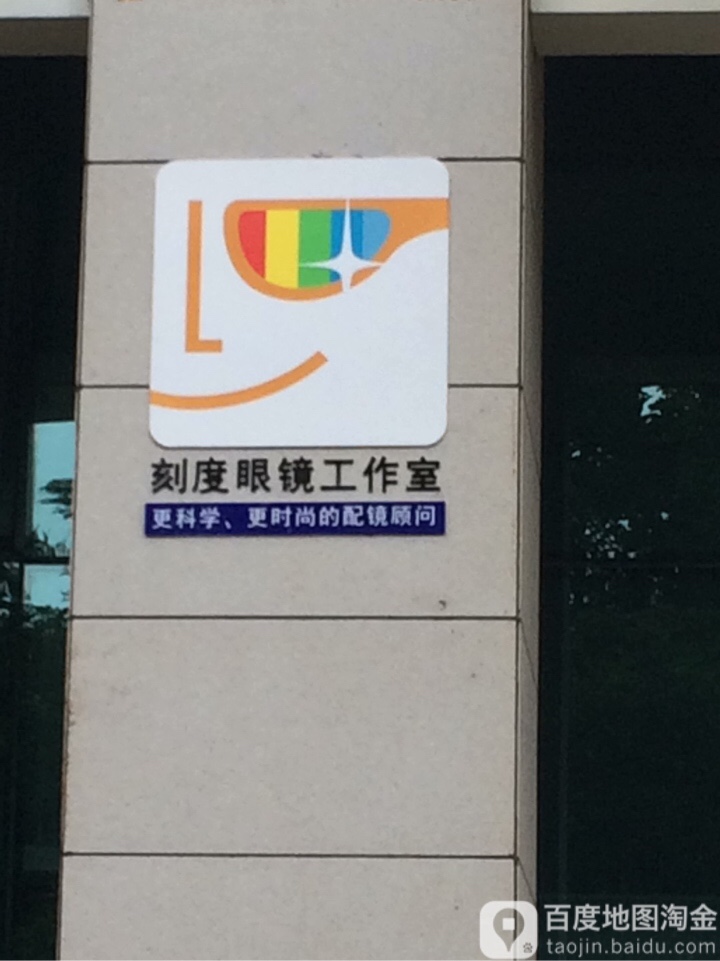 刻度眼镜工作室
更科学、更时尚的配镜顾问
百度地图淘金
taojin.baidu.com